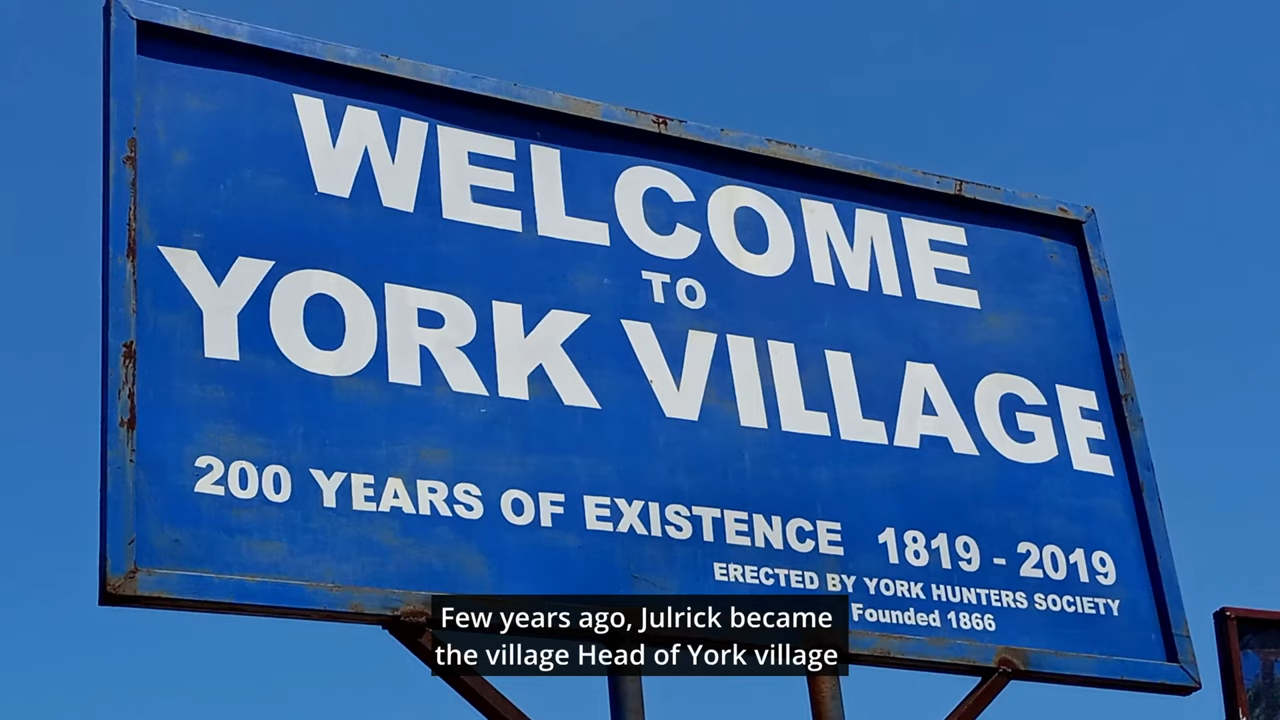 WELCOME
TO
YORK VILLAGE
200 YEARS OF EXISTENCE 1819 - 2019
ERECTED BY YORK HUNTERS SOCIETY
Founded 1866
Few years ago, Julrick became
the village Head of York village